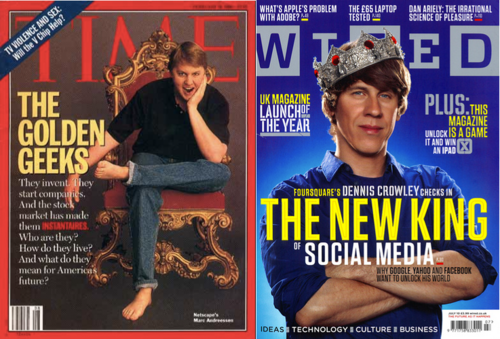 TV VIOLENCE AND SEX:
Will the V Chip Help?
TIME
THE
GOLDEN
GEEKS
They invent. They
start companies.
And the stock
market has made
them INSTANTAIRES.
Who are they?
How do they live?
And what do they
mean for America's
future?
Netscape's
Marc Andreessen
WHAT'S APPLE'S PROBLEM
WITH ADOBE?
THE £65 LAPTOP
TESTED
DAN ARIELY: THE IRRATIONAL
SCIENCE OF PLEASURE
WIRED
UK MAGAZINE
LAUNCH OF
THE YEAR
PLUS: THIS
MAGAZINE
IS A GAME
UNLOCK
IT AND WIN
AN IPAD
FOURSQUARE'S DENNIS CROWLEY CHECKS IN
THE NEW KING
OF SOCIAL MEDIA
WHY GOOGLE, YAHOO AND FACEBOOK
WANT TO UNLOCK HIS WORLD
IDEAS | TECHNOLOGY | CULTURE | BUSINESS